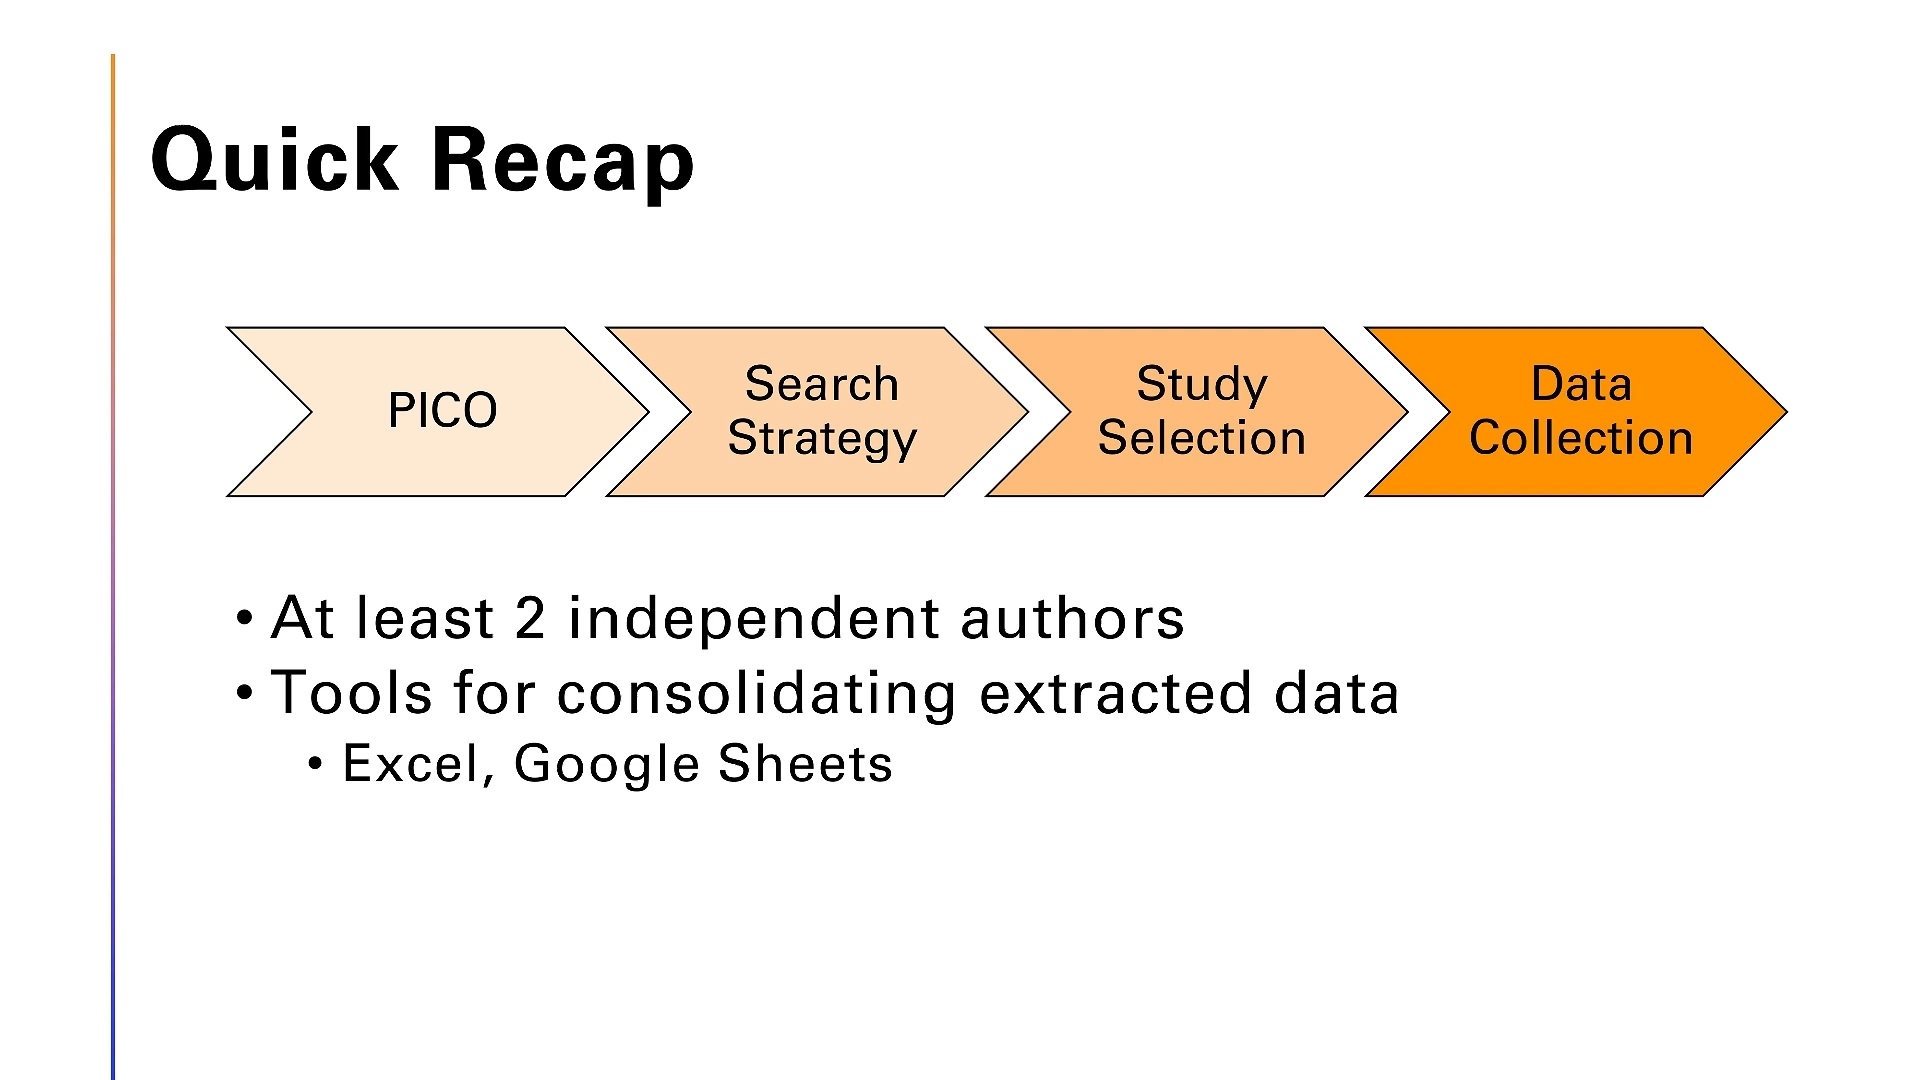 Quick Recap
PICO
Search
Strategy
Study
Selection
Data
Collection
• At least 2 independent authors
• Tools for consolidating extracted data
• Excel, Google Sheets